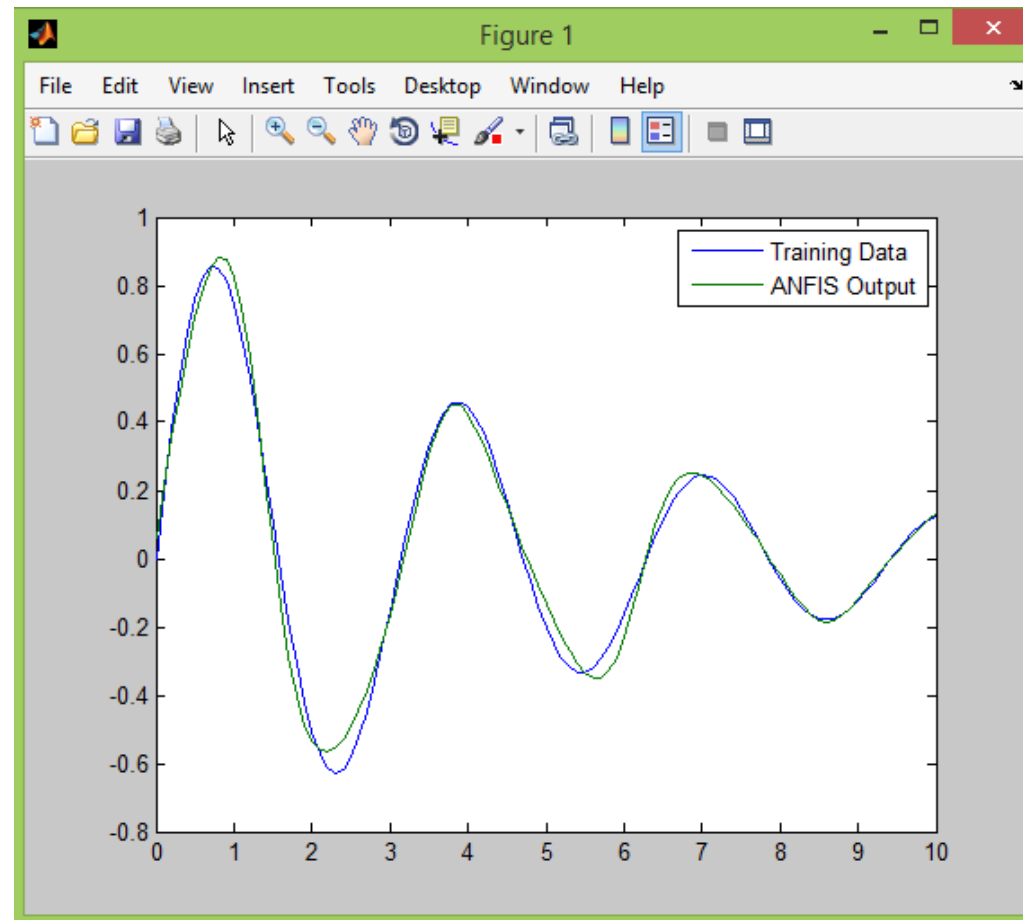 Figure 1
File Edit View Insert Tools Desktop Window Help
Training Data
ANFIS Output
1
0.8
0.6
0.4
0.2
0
-0.2
-0.4
-0.6
-0.8
0 1 2 3 4 5 6 7 8 9 10